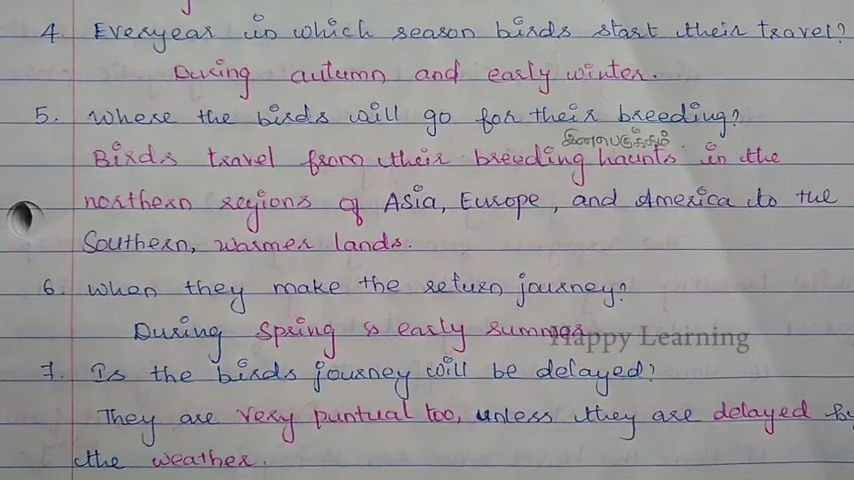 4. Everyear in which season birds start their travel?
During autumn and early winter.
5. Where the birds will go for their breeding?
இனப்பெருக்கம்
Birds travel from their breeding haunts in the
northern regions of Asia, Europe, and America to the
Southern, warmer lands.
6. When they make the return journey?
During Spring & early summer
Happy Learning
7. Is the birds journey will be delayed?
They are very puntual too, unless they are delayed by
the weather.